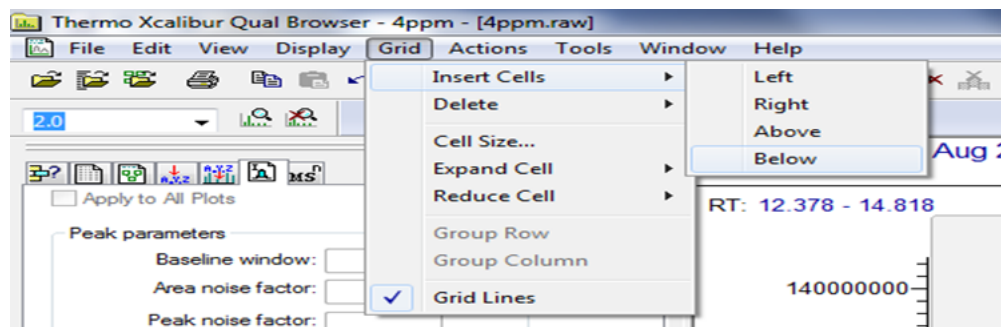 Thermo Xcalibur Qual Browser - 4ppm - [4ppm.raw]
File Edit View Display Grid Actions Tools Window Help
2.0
Insert Cells
Delete
Cell Size...
Expand Cell
Reduce Cell
Group Row
Group Column
Grid Lines
Left
Right
Above
Below
Aug
Apply to All Plots
Peak parameters
Baseline window:
Area noise factor:
Peak noise factor:
RT: 12.378 - 14.818
140000000